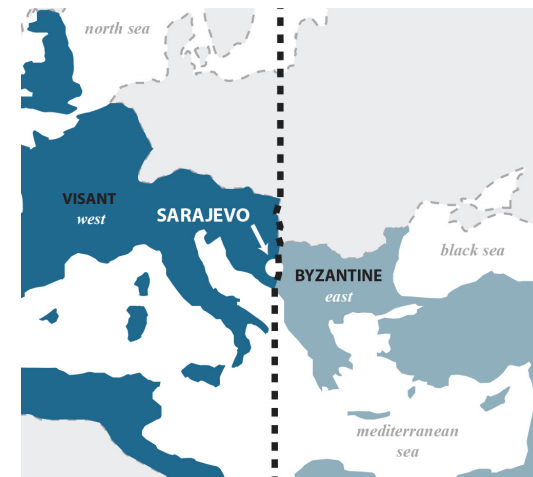 north sea
VISANT
west
SARAJEVO
BYZANTINE
east
black sea
mediterranean
sea